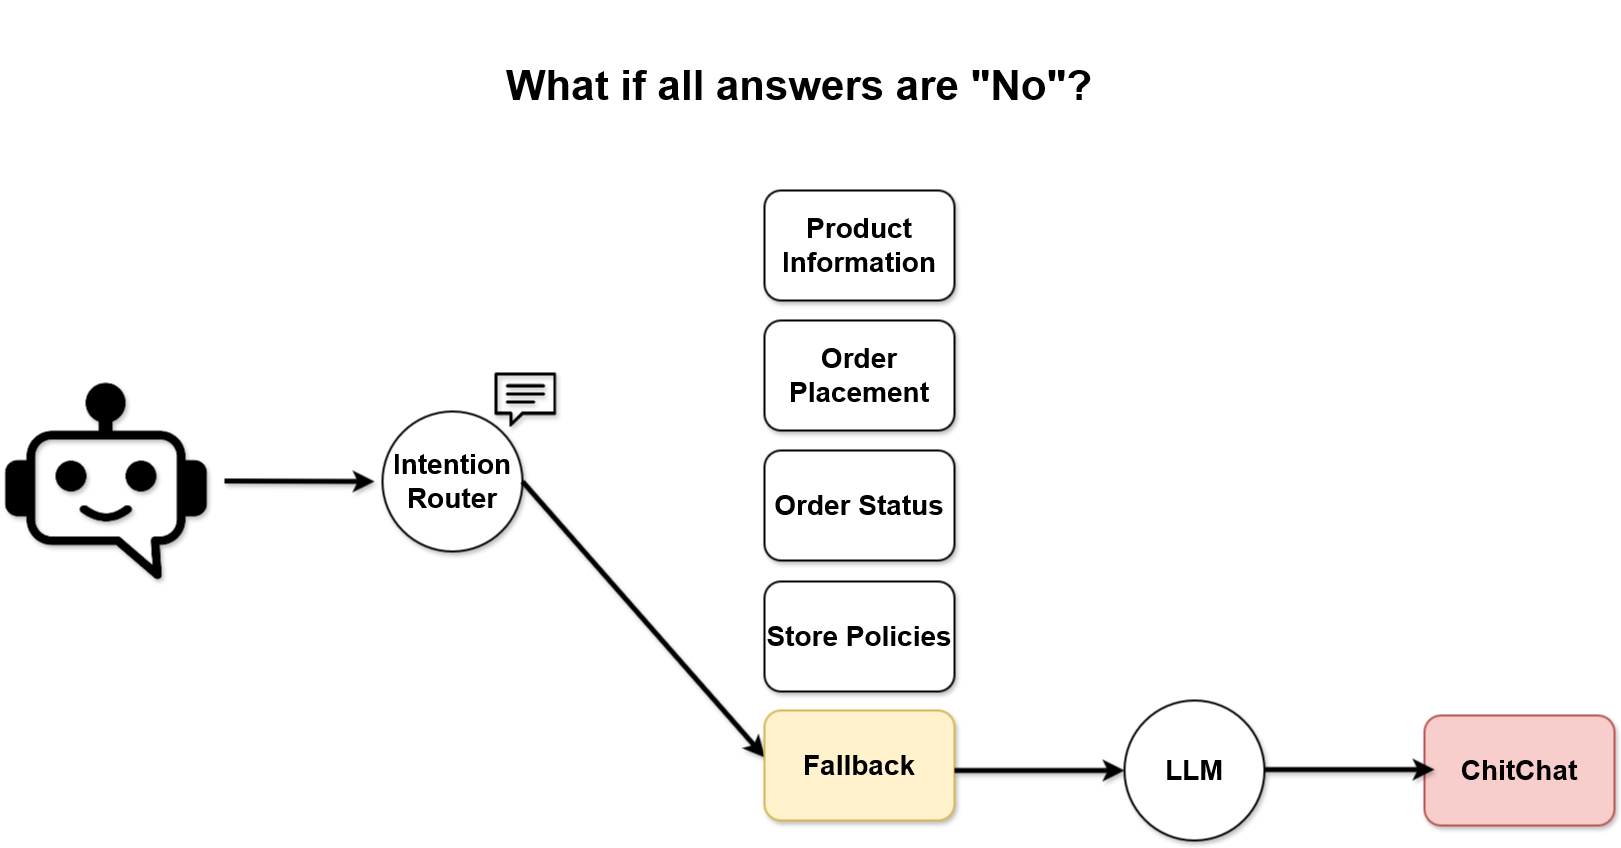 What if all answers are "No"?
Product
Information
Order
Placement
Intention
Router
Order Status
Store Policies
Fallback
LLM
ChitChat